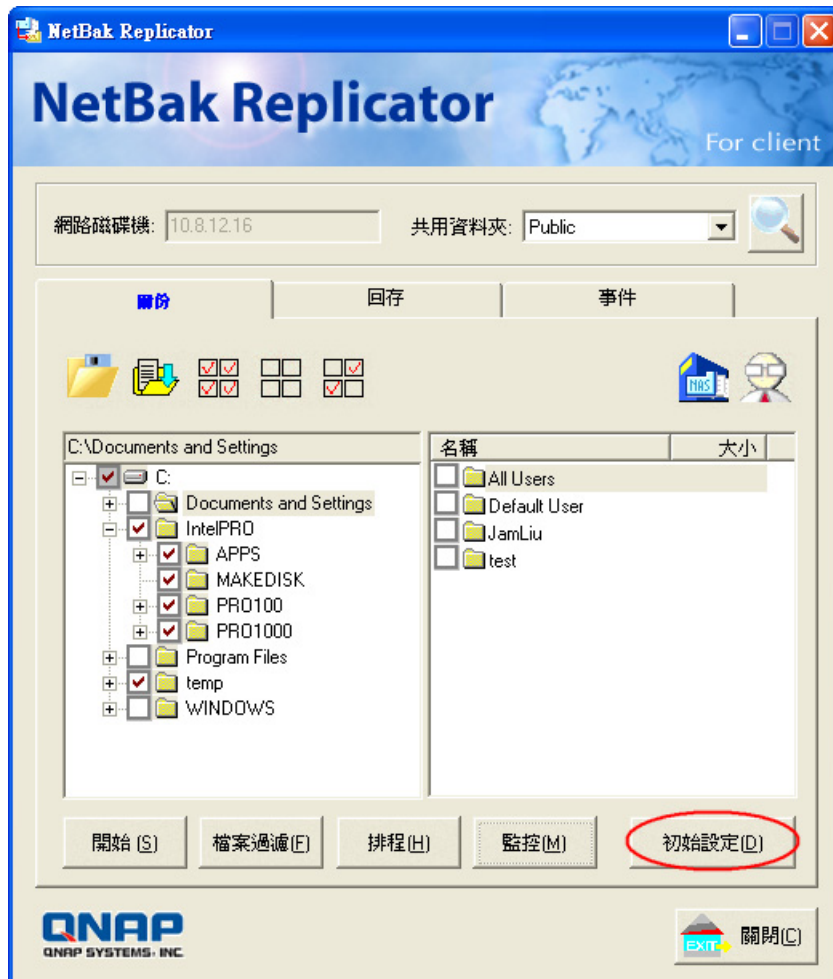 NetBak Replicator
NetBak Replicator
For client
網路磁碟機: 10.8.12.16 共用資料夾: Public
備份 回存 事件
NAS
C:\Documents and Settings 名稱 大小
C:
Documents and Settings
IntelPRO
APPS
MAKEDISK
PRO100
PRO1000
Program Files
temp
WINDOWS
All Users
Default User
JamLiu
test
開始 (S) 檔案過濾(F) 排程(H) 監控(M) 初始設定(D)
QNAP
QNAP SYSTEMS, INC
EXIT 關閉(C)